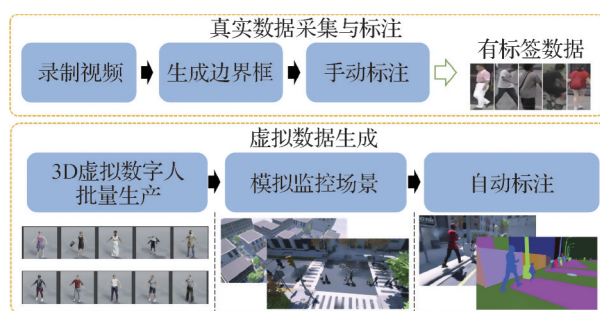 真实数据采集与标注
录制视频
生成边界框
手动标注
有标签数据
虚拟数据生成
3D虚拟数字人
批量生产
模拟监控场景
自动标注